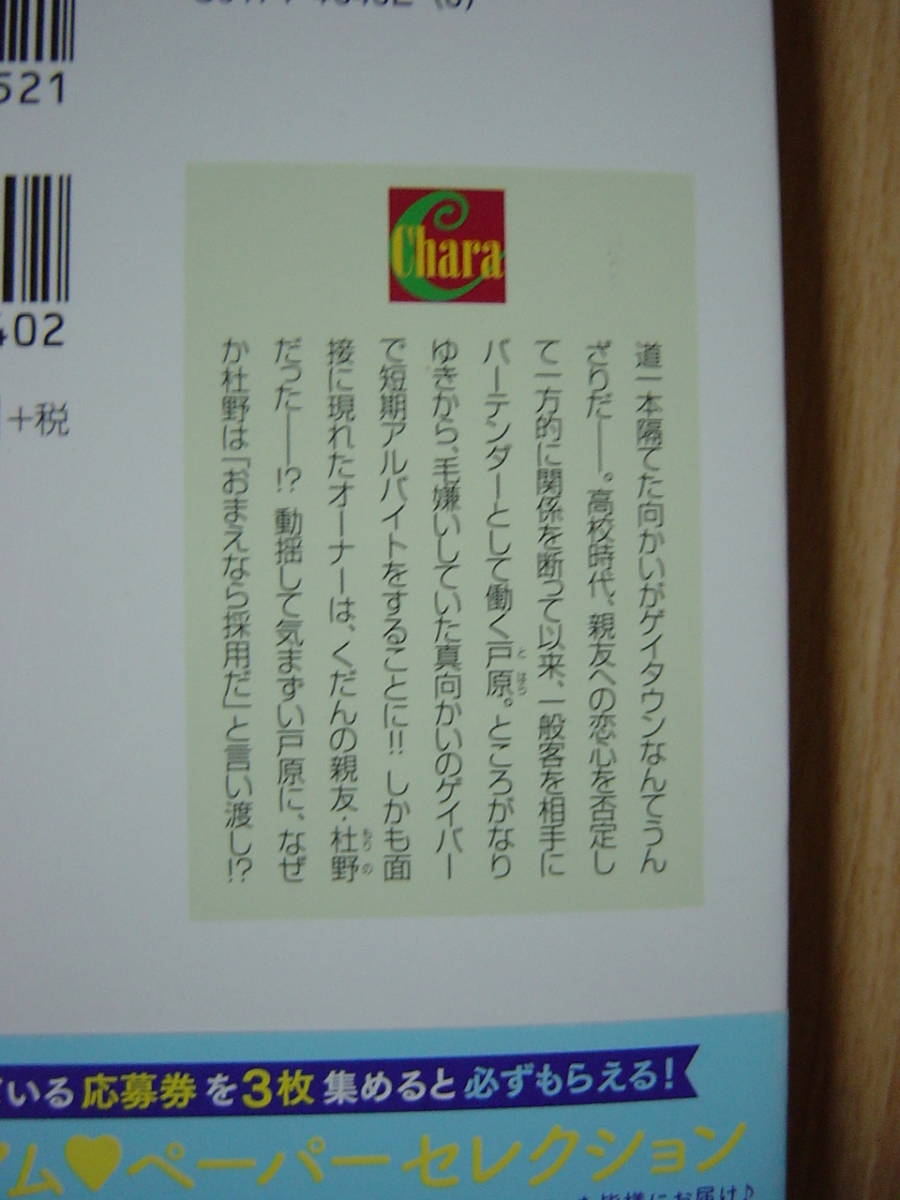 521
402
+税
Chara
道一本隔てた向かいがゲイタウンなんてうん
ざりだ――。高校時代、親友への恋心を否定し
て一方的に関係を断って以来、一般客を相手に
バーテンダーとして働く戸原。ところがなり
ゆきから、毛嫌いしていた真向かいのゲイバー
で短期アルバイトをすることに!! しかも面
接に現れたオーナーは、くだんの親友・杜野
だった――!? 動揺して気まずい戸原に、なぜ
か杜野は「おまえなら採用だ」と言い渡し!?
いる応募券を3枚集めると必ずもらえる!
アム♥ペーパーセレクション
皆様にお届け♪